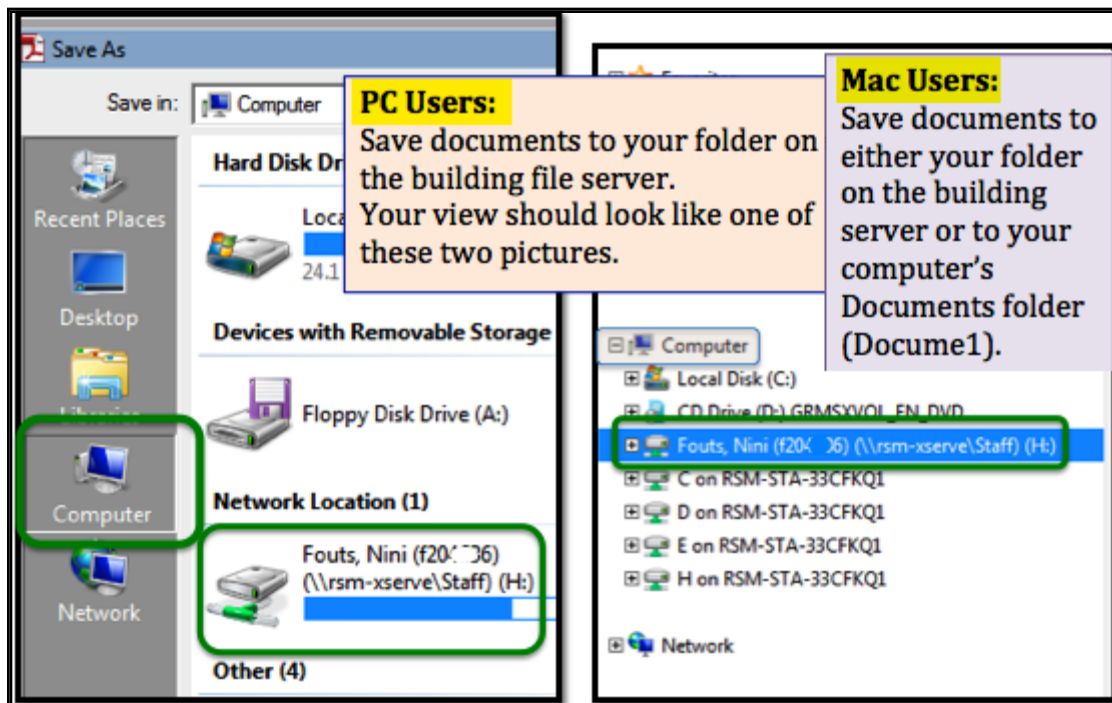 Save As
Save in:
Computer
Recent Places
Desktop
Computer
Network
Hard Disk
24.1
Devices with Removable Storage
Floppy Disk Drive (A:)
Network Location (1)
Fouts, Nini
(\\rsm-xserve\Staff) (H:)
Other (4)
PC Users:
Save documents to your folder on
the building file server.
Your view should look like one of
these two pictures.
Mac Users:
Save documents to
either your folder
on the building
server or to your
computer’s
Documents folder
(Docume1).
Computer
Local Disk (C:)
CD Drive (D:) GRMSXVOL_EN_DVD
Fouts, Nini (\\rsm-xserve\Staff) (H:)
C on RSM-STA-33CFKQ1
D on RSM-STA-33CFKQ1
E on RSM-STA-33CFKQ1
H on RSM-STA-33CFKQ1
Network